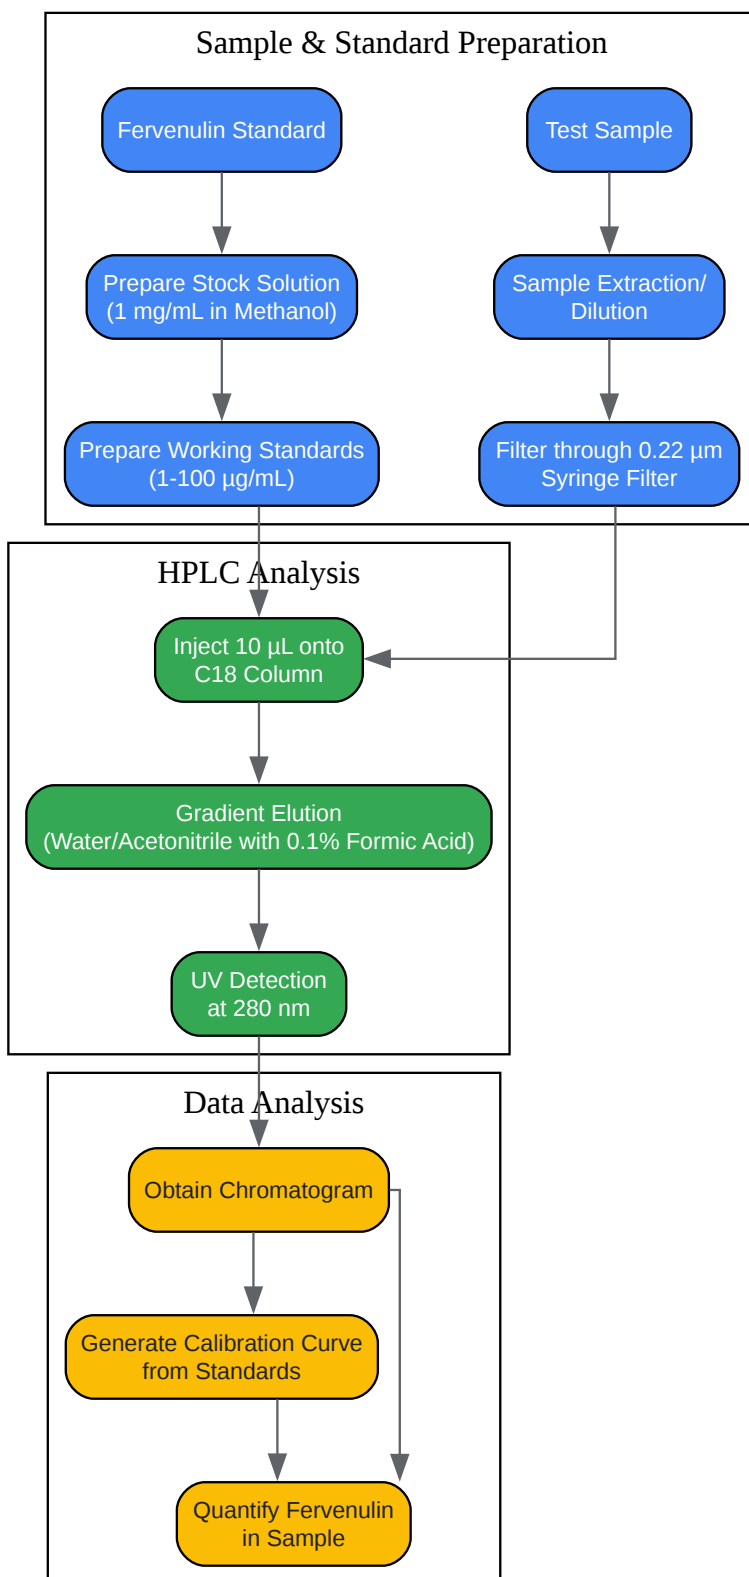 Sample & Standard Preparation
Fervenulin Standard
Test Sample
Prepare Stock Solution
(1 mg/mL in Methanol)
Sample Extraction/
Dilution
Prepare Working Standards
(1-100 µg/mL)
Filter through 0.22 µm
Syringe Filter
HPLC Analysis
Inject 10 µL onto
C18 Column
Gradient Elution
(Water/Acetonitrile with 0.1% Formic Acid)
UV Detection
at 280 nm
Data Analysis
Obtain Chromatogram
Generate Calibration Curve
from Standards
Quantify Fervenulin
in Sample